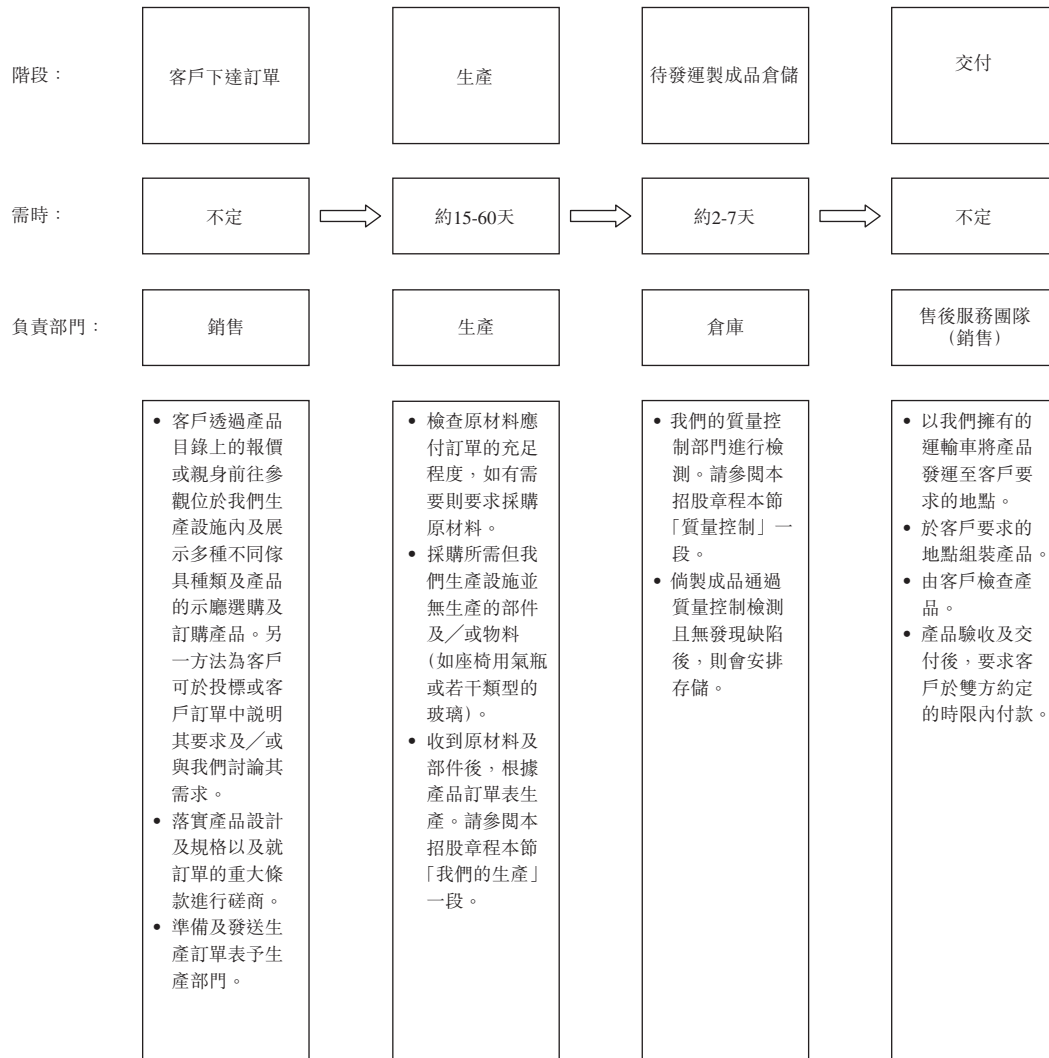 階段：
客戶下達訂單
生產
待發運製成品倉儲
交付
需時：
不定
約15-60天
約2-7天
不定
負責部門：
銷售
生產
倉庫
售後服務團隊
(銷售)
• 客戶透過產品
目錄上的報價
或親身前往參
觀位於我們生
產設施內及展
示多種不同傢
具種類及產品
的示廳選購及
訂購產品。另
一方法為客戶
可於投標或客
戶訂單中説明
其要求及／或
與我們討論其
需求。
• 落實產品設計
及規格以及就
訂單的重大條
款進行磋商。
• 準備及發送生
產訂單表予生
產部門。
• 檢查原材料應
付訂單的充足
程度，如有需
要則要求採購
原材料。
• 採購所需但我
們生產設施並
無生產的部件
及／或物料
(如座椅用氣瓶
或若干類型的
玻璃)。
• 收到原材料及
部件後，根據
產品訂單表生
產。請參閱本
招股章程本節
「我們的生產」
一段。
• 我們的質量控
制部門進行檢
測。請參閱本
招股章程本節
「質量控制」一
段。
• 倘製成品通過
質量控制檢測
且無發現缺陷
後，則會安排
存儲。
• 以我們擁有的
運輸車將產品
發運至客戶要
求的地點。
• 於客戶要求的
地點組裝產品。
• 由客戶檢查產
品。
• 產品驗收及交
付後，要求客
戶於雙方約定
的時限內付款。